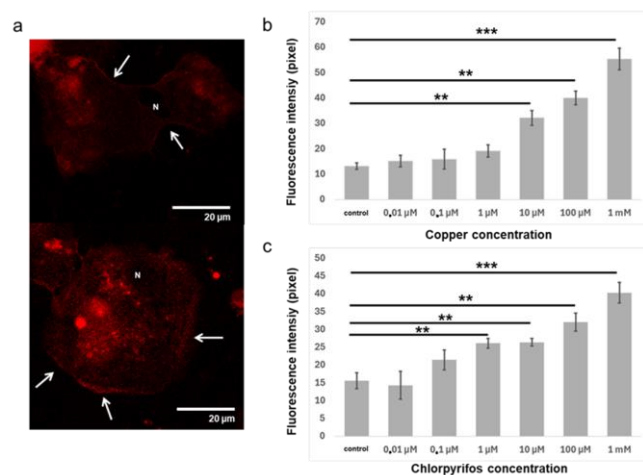 a
N
20 µm
N
20 µm
b
Fluorescence intensiy (pixel)
70
60
50
40
30
20
10
0
***
**
**
control 0.01 µM 0.1 µM 1 µM 10 µM 100 µM 1 mM
Copper concentration
c
Fluorescence intensiy (pixel)
50
45
40
35
30
25
20
15
10
5
0
***
**
**
**
control 0.01 µM 0.1 µM 1 µM 10 µM 100 µM 1 mM
Chlorpyrifos concentration